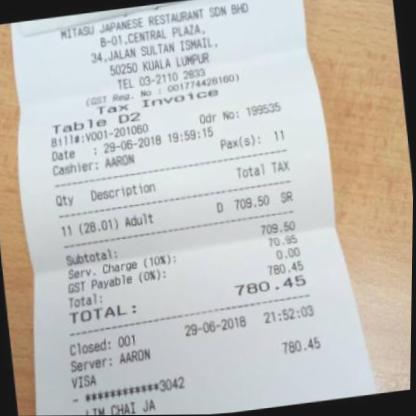 MITASU JAPANESE RESTAURANT SDN BHD
B-01,CENTRAL PLAZA,
34,JALAN SULTAN ISMAIL,
50250 KUALA LUMPUR
TEL 03-2110 2833
(GST Reg. No : 001774428160)
Tax Invoice
Table D2
Bill#:V001-201060 Odr No: 199535
Date : 29-06-2018 19:59:15
Cashier: AARON Pax(s): 11
Qty Description Total TAX
11 (28.01) Adult D 709.50 SR
Subtotal: 709.50
Serv. Charge (10%): 70.95
GST Payable (0%): 0.00
Total: 780.45
TOTAL: 780.45
Closed: 001 29-06-2018 21:52:03
Server: AARON
VISA 780.45
- ************3042
LIM CHAI JA